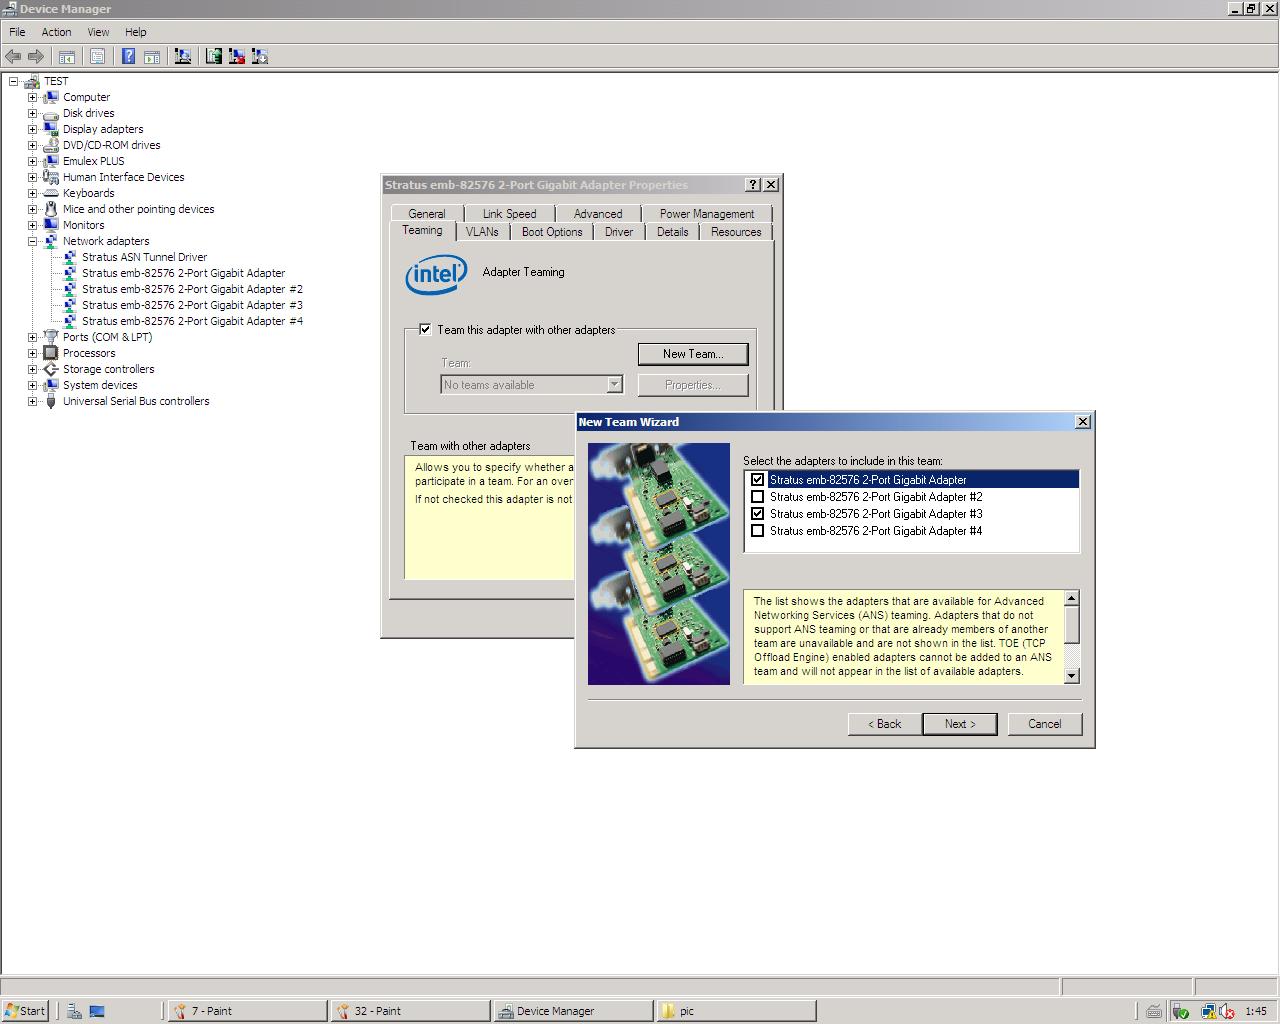 Device Manager
File Action View Help
TEST
Computer
Disk drives
Display adapters
DVD/CD-ROM drives
Emulex PLUS
Human Interface Devices
Keyboards
Mice and other pointing devices
Monitors
Network adapters
Stratus ASN Tunnel Driver
Stratus emb-82576 2-Port Gigabit Adapter
Stratus emb-82576 2-Port Gigabit Adapter #2
Stratus emb-82576 2-Port Gigabit Adapter #3
Stratus emb-82576 2-Port Gigabit Adapter #4
Ports (COM & LPT)
Processors
Storage controllers
System devices
Universal Serial Bus controllers
Stratus emb-82576 2-Port Gigabit Adapter Properties
General Link Speed Advanced Power Management
Teaming VLANs Boot Options Driver Details Resources
intel
Adapter Teaming
Team this adapter with other adapters
New Team...
Team:
No teams available
Properties...
Team with other adapters
Allows you to specify whether a
participate in a team. For an over
If not checked this adapter is not
New Team Wizard
Select the adapters to include in this team:
Stratus emb-82576 2-Port Gigabit Adapter
Stratus emb-82576 2-Port Gigabit Adapter #2
Stratus emb-82576 2-Port Gigabit Adapter #3
Stratus emb-82576 2-Port Gigabit Adapter #4
The list shows the adapters that are available for Advanced
Networking Services (ANS) teaming. Adapters that do not
support ANS teaming or that are already members of another
team are unavailable and are not shown in the list. TOE (TCP
Offload Engine) enabled adapters cannot be added to an ANS
team and will not appear in the list of available adapters.
< Back Next > Cancel
Start 7 - Paint 32 - Paint Device Manager pic 1:45